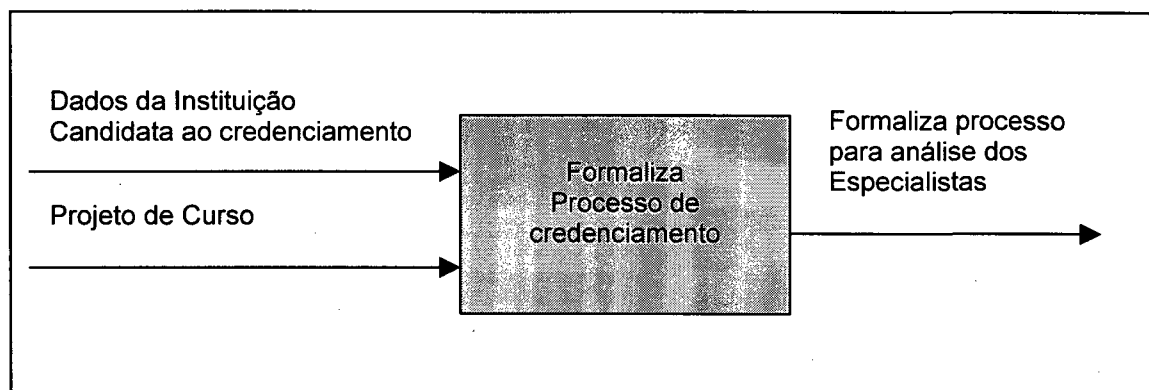 Dados da Instituição
Candidata ao credenciamento
Projeto de Curso
Formaliza
Processo de
credenciamento
Formaliza processo
para análise dos
Especialistas